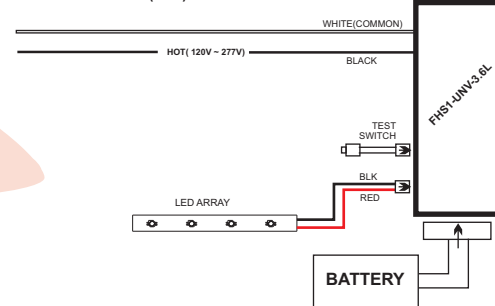 WHITE(COMMON)
HOT( 120V ~ 277V)
BLACK
FHS1-UNV-3.6L
TEST
SWITCH
BLK
RED
LED ARRAY
BATTERY